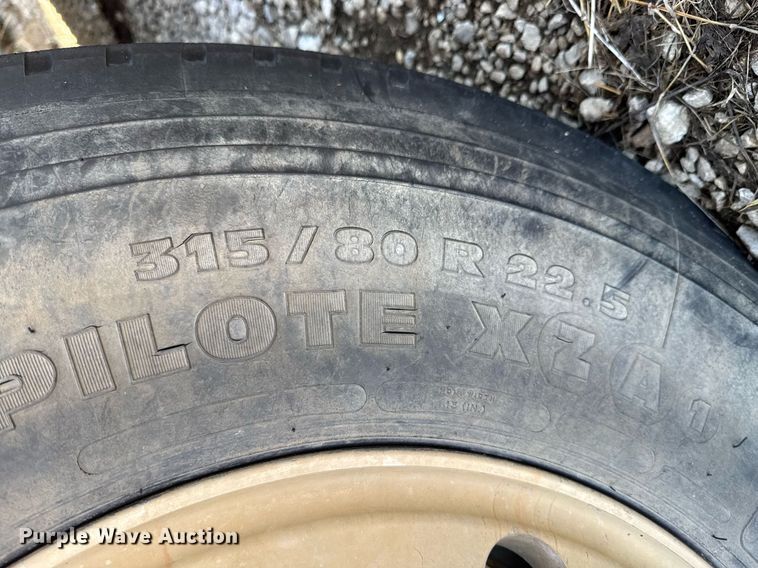 315/80 R 22.5
PILOTE XZA1
Purple Wave Auction